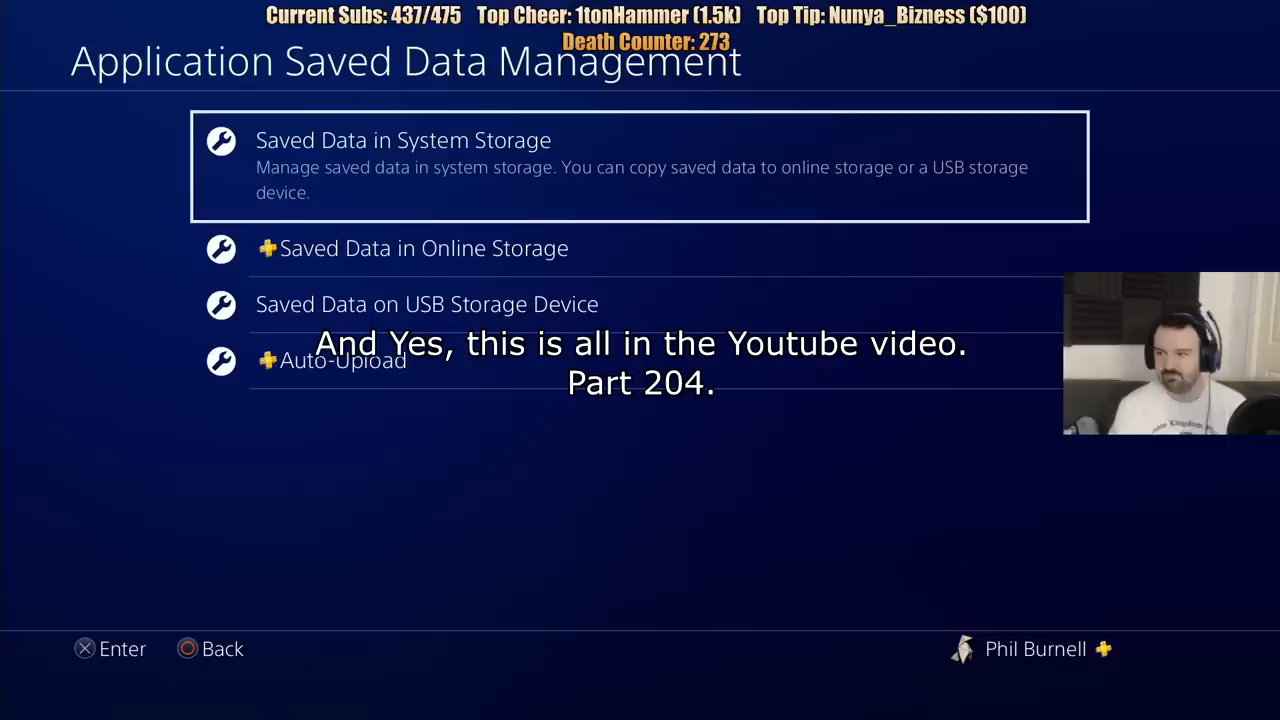 Current Subs: 437/475 Top Cheer: 1tonHammer (1.5k) Top Tip: Nunya_Bizness ($100)
Death Counter: 273
Application Saved Data Management
Saved Data in System Storage
Manage saved data in system storage. You can copy saved data to online storage or a USB storage
device.
Saved Data in Online Storage
Saved Data on USB Storage Device
And Yes, this is all in the Youtube video.
Auto-Upload
Part 204.
Kingdom
Enter Back Phil Burnell